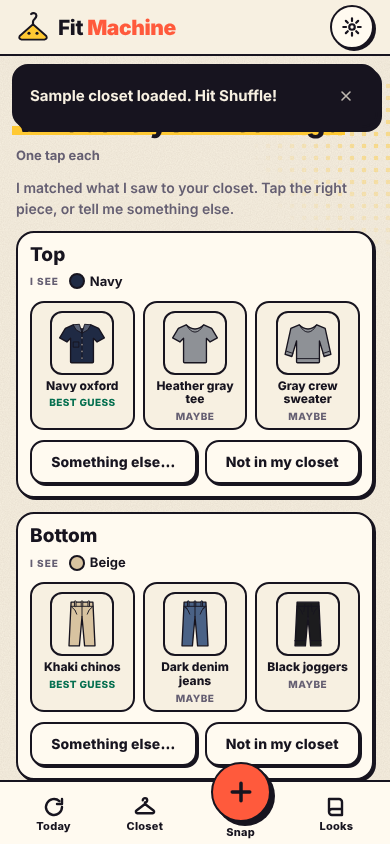 Fit Machine
Sample closet loaded. Hit Shuffle!
One tap each
I matched what I saw to your closet. Tap the right
piece, or tell me something else.
Top
I SEE Navy
Navy oxford
BEST GUESS
Heather gray
tee
MAYBE
Gray crew
sweater
MAYBE
Something else...
Not in my closet
Bottom
I SEE Beige
Khaki chinos
BEST GUESS
Dark denim
jeans
MAYBE
Black joggers
MAYBE
Something else...
Not in my closet
Today
Closet
Snap
Looks